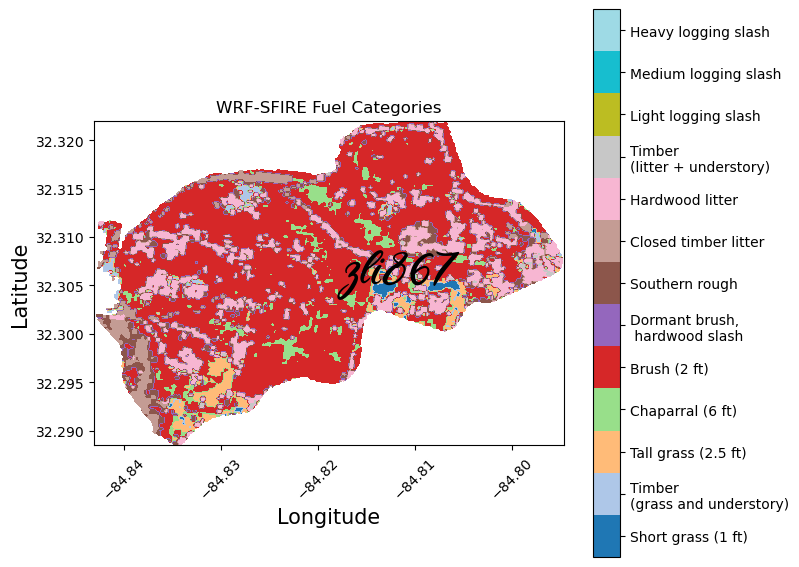 WRF-SFIRE Fuel Categories
Latitude
32.320
32.315
32.310
32.305
32.300
32.295
32.290
−84.84
−84.83
−84.82
−84.81
−84.80
Longitude
zli867
Heavy logging slash
Medium logging slash
Light logging slash
Timber
(litter + understory)
Hardwood litter
Closed timber litter
Southern rough
Dormant brush,
hardwood slash
Brush (2 ft)
Chaparral (6 ft)
Tall grass (2.5 ft)
Timber
(grass and understory)
Short grass (1 ft)